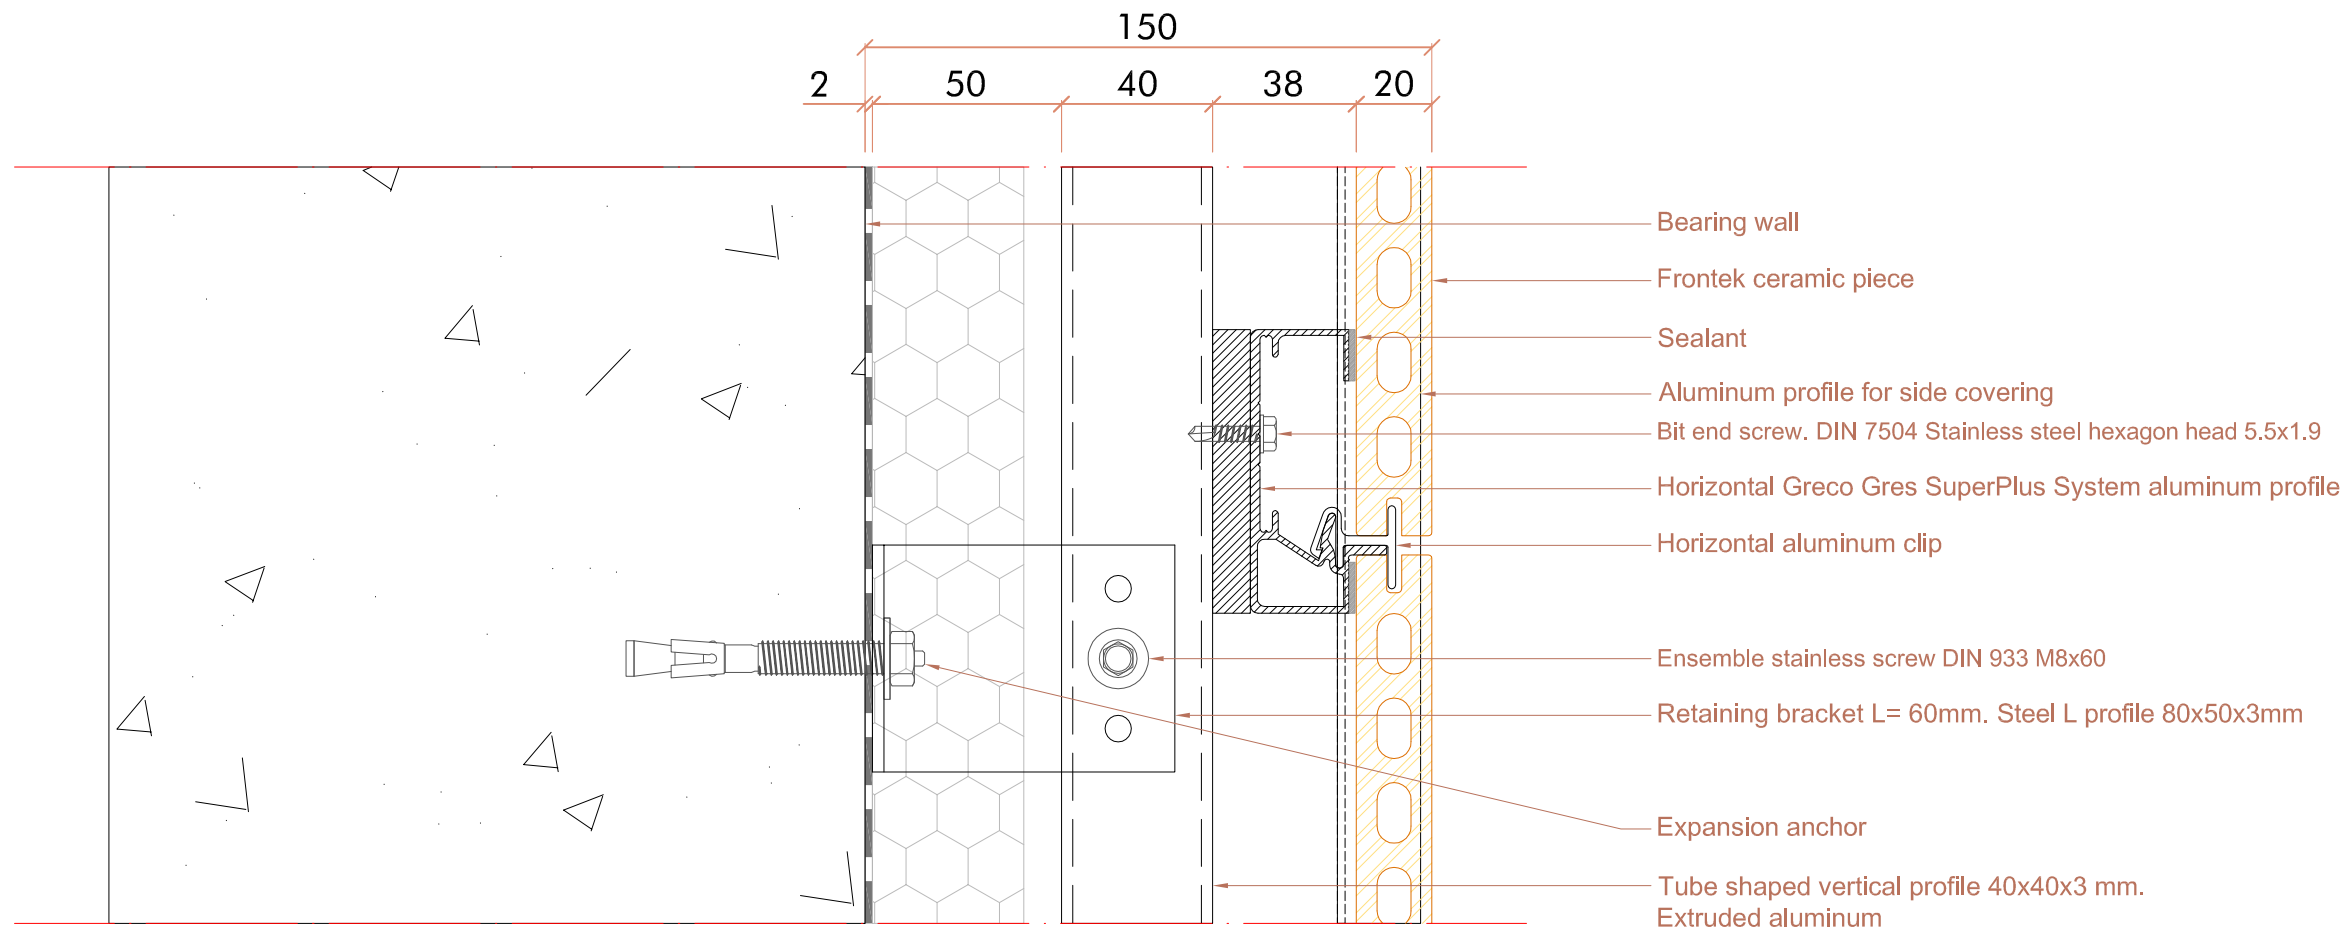 150
2 50 40 38 20
Bearing wall
Frontek ceramic piece
Sealant
Aluminum profile for side covering
Bit end screw. DIN 7504 Stainless steel hexagon head 5.5x1.9
Horizontal Greco Gres SuperPlus System aluminum profile
Horizontal aluminum clip
Ensemble stainless screw DIN 933 M8x60
Retaining bracket L= 60mm. Steel L profile 80x50x3mm
Expansion anchor
Tube shaped vertical profile 40x40x3 mm.
Extruded aluminum